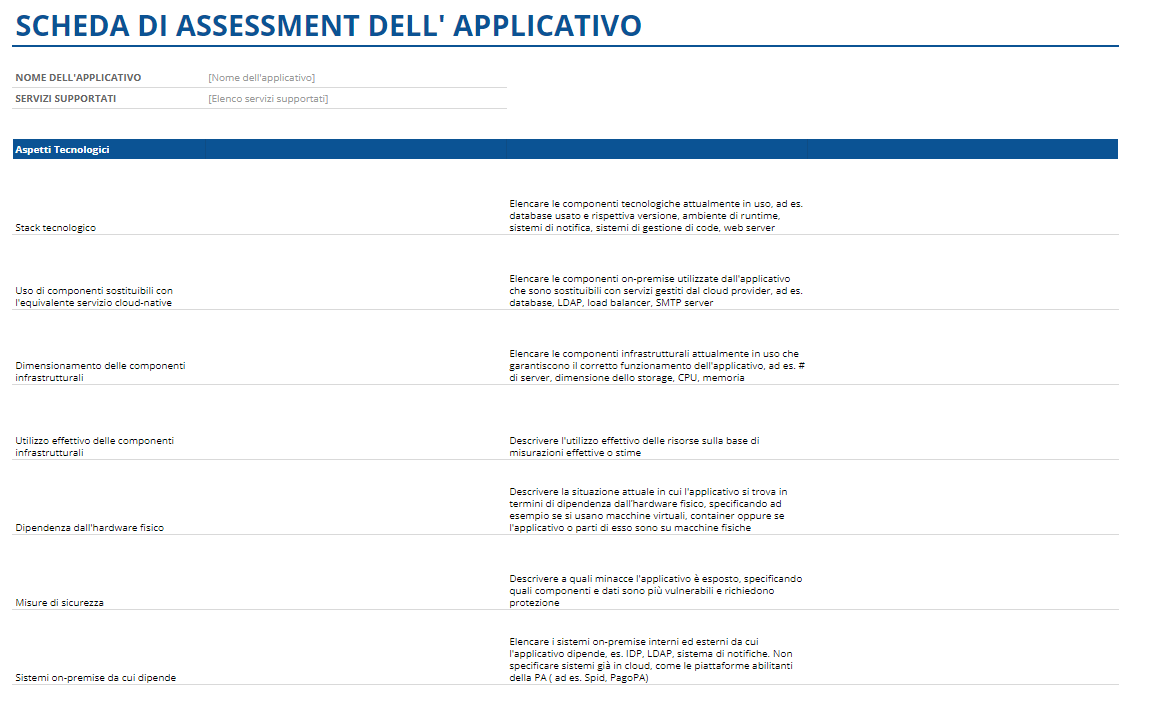 SCHEDA DI ASSESSMENT DELL' APPLICATIVO
NOME DELL'APPLICATIVO [Nome dell'applicativo]
SERVIZI SUPPORTATI [Elenco servizi supportati]
Aspetti Tecnologici
Stack tecnologico
Elencare le componenti tecnologiche attualmente in uso, ad es.
database usato e rispettiva versione, ambiente di runtime,
sistemi di notifica, sistemi di gestione di code, web server
Uso di componenti sostituibili con
l'equivalente servizio cloud-native
Elencare le componenti on-premise utilizzate dall'applicativo
che sono sostituibili con servizi gestiti dal cloud provider, ad es.
database, LDAP, load balancer, SMTP server
Dimensionamento delle componenti
infrastrutturali
Elencare le componenti infrastrutturali attualmente in uso che
garantiscono il corretto funzionamento dell'applicativo, ad es. #
di server, dimensione dello storage, CPU, memoria
Utilizzo effettivo delle componenti
infrastrutturali
Descrivere l'utilizzo effettivo delle risorse sulla base di
misurazioni effettive o stime
Dipendenza dall'hardware fisico
Descrivere la situazione attuale in cui l'applicativo si trova in
termini di dipendenza dall'hardware fisico, specificando ad
esempio se si usano macchine virtuali, container oppure se
l'applicativo o parti di esso sono su macchine fisiche
Misure di sicurezza
Descrivere a quali minacce l'applicativo è esposto, specificando
quali componenti e dati sono più vulnerabili e richiedono
protezione
Sistemi on-premise da cui dipende
Elencare i sistemi on-premise interni ed esterni da cui
l'applicativo dipende, es. IDP, LDAP, sistema di notifiche. Non
specificare sistemi già in cloud, come le piattaforme abilitanti
della PA ( ad es. Spid, PagoPA)